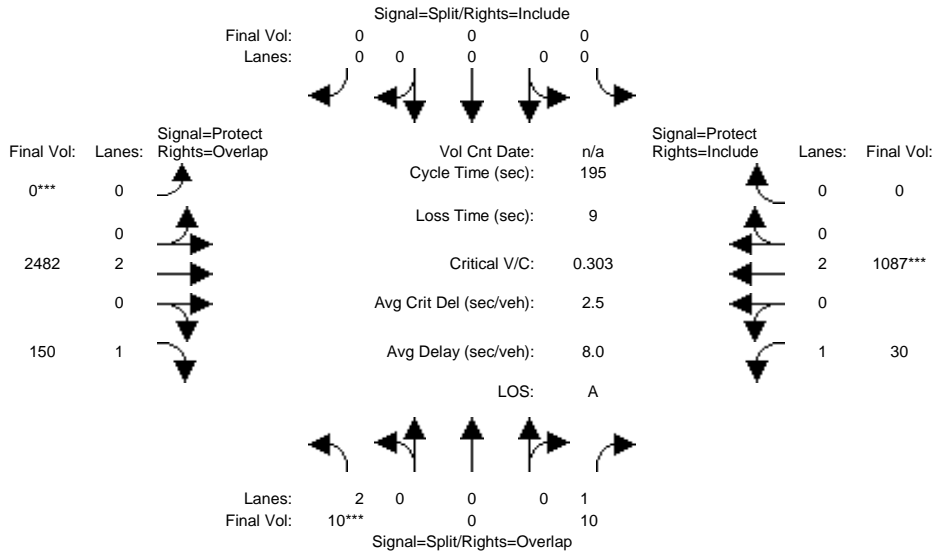 Signal=Split/Rights=Include
Final Vol: 0 0 0
Lanes: 0 0 0 0 0
Signal=Protect Signal=Protect
Final Vol: Lanes: Rights=Overlap Vol Cnt Date: n/a Rights=Include Lanes: Final Vol:
Cycle Time (sec): 195
0*** 0 0 0
Loss Time (sec): 9
0 0
2482 2 Critical V/C: 0.303 2 1087***
0 Avg Crit Del (sec/veh): 2.5 0
150 1 Avg Delay (sec/veh): 8.0 1 30
LOS: A
Lanes: 2 0 0 0 1
Final Vol: 10*** 0 10
Signal=Split/Rights=Overlap